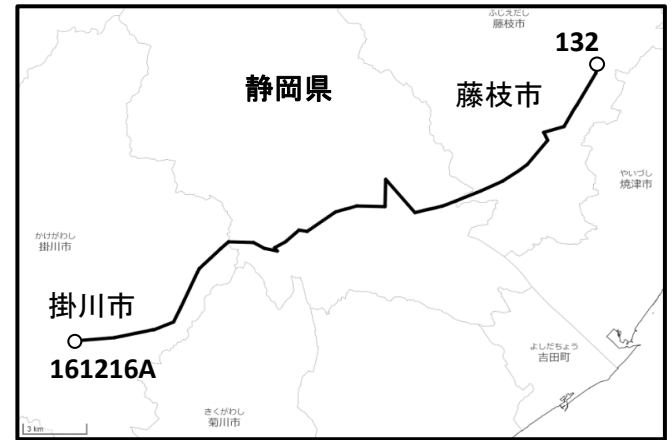 ふじえだし
藤枝市
132
静岡県
藤枝市
やいづし
焼津市
かけがわし
掛川市
掛川市
161216A
よしだちょう
吉田町
きくがわし
菊川市
3 km